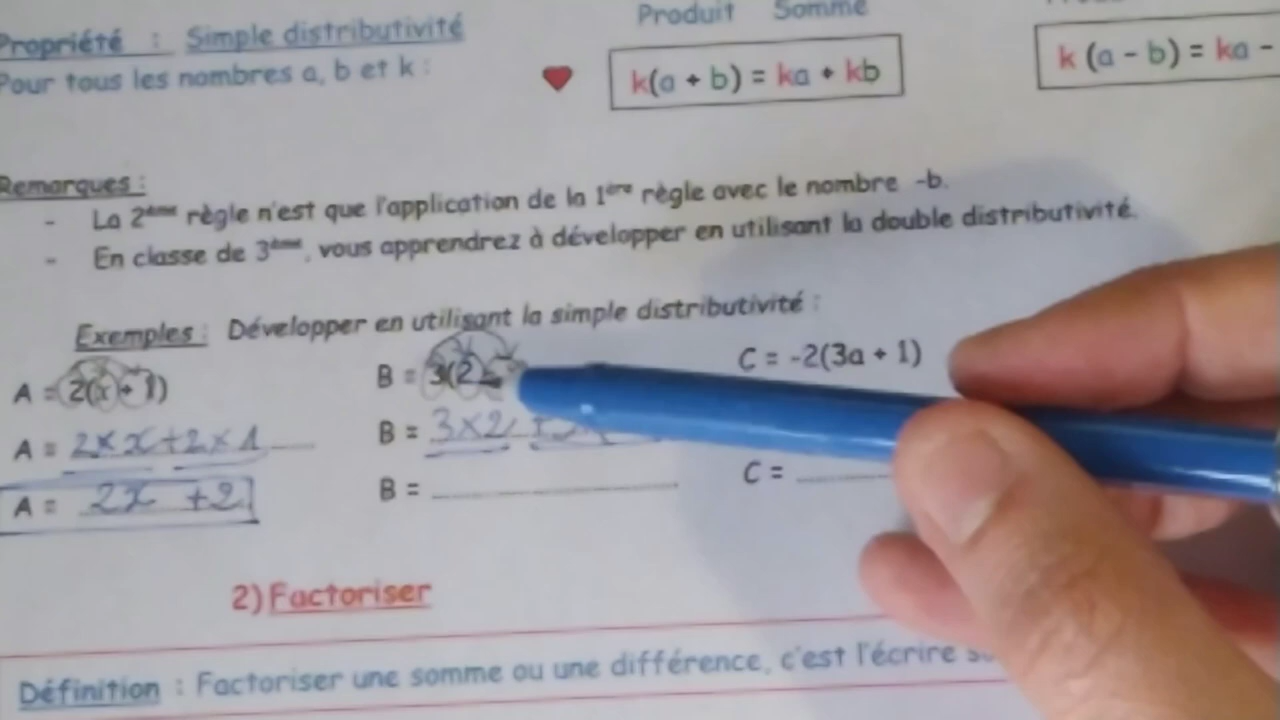 Produit Somme
Propriété : Simple distributivité
Pour tous les nombres a, b et k :
k(a + b) = ka + kb
k (a - b) = ka -
Remarques :
- La 2ème règle n'est que l'application de la 1ère règle avec le nombre -b.
- En classe de 3ème, vous apprendrez à développer en utilisant la double distributivité.
Exemples : Développer en utilisant la simple distributivité :
A = 2(x + 1)
B = 3(2
C = -2(3a + 1)
A = 2 x x + 2 x 1
B = 3 x 2
A = 2x + 2
B = ....................
C = ..........
2) Factoriser
Définition : Factoriser une somme ou une différence, c'est l'écrire